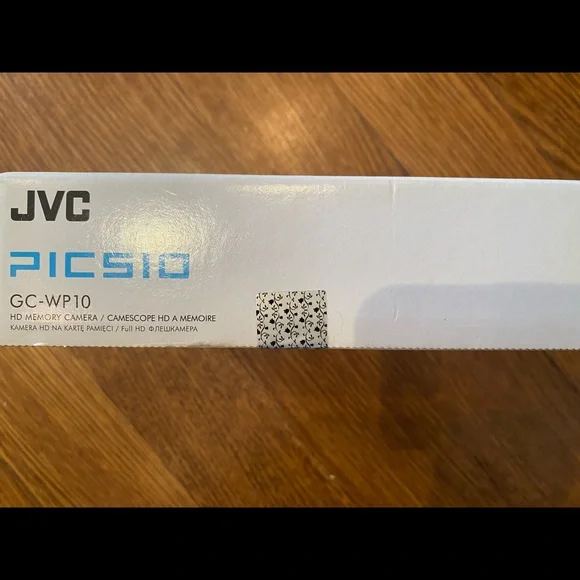 JVC
PICSIO
GC-WP10
HD MEMORY CAMERA / CAMESCOPE HD A MEMOIRE
KAMERA HD NA KARTĘ PAMIĘCI / Full HD ФЛЕШКАМЕРА